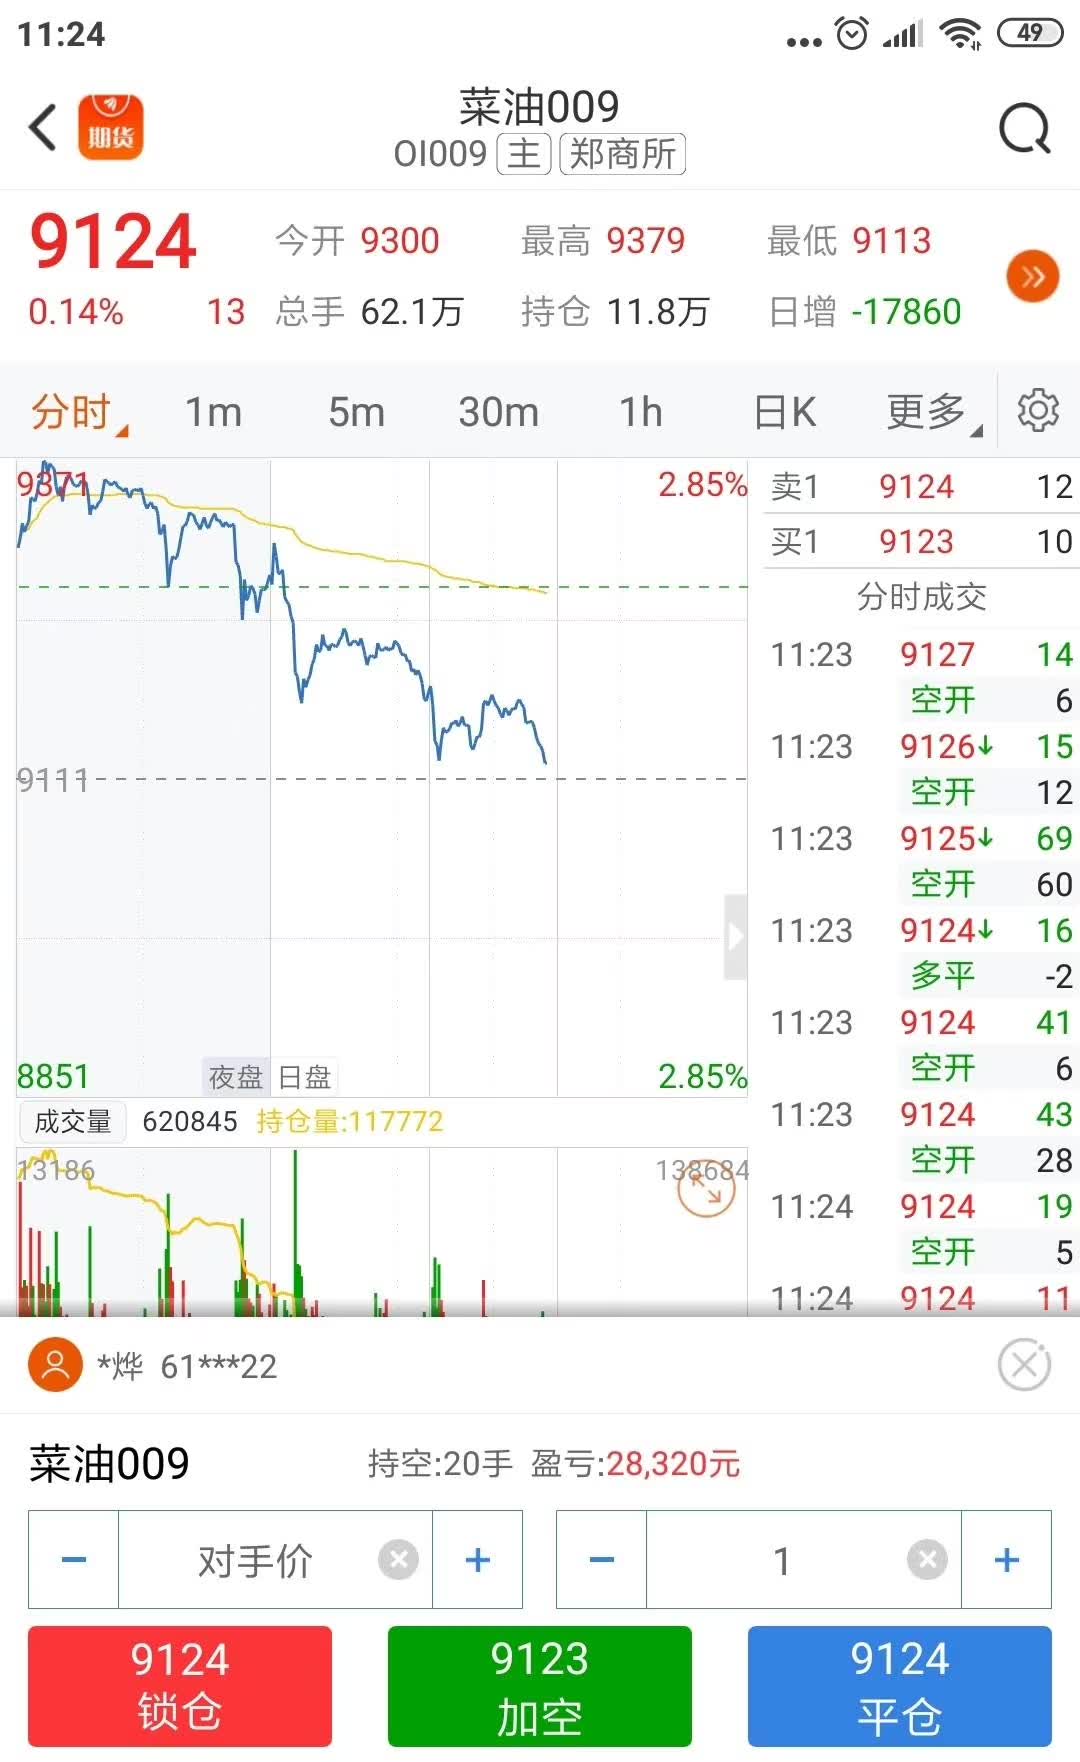 11:24
49
期货
菜油009
OI009 主 郑商所
9124 今开 9300 最高 9379 最低 9113
0.14% 13 总手 62.1万 持仓 11.8万 日增 -17860
分时 1m 5m 30m 1h 日K 更多
9371 2.85%
9111
8851 夜盘 日盘 2.85%
成交量 620845 持仓量:117772
13186 138684
卖1 9124 12
买1 9123 10
分时成交
11:23 9127 14
空开 6
11:23 9126↓ 15
空开 12
11:23 9125↓ 69
空开 60
11:23 9124↓ 16
多平 -2
11:23 9124 41
空开 6
11:23 9124 43
空开 28
11:24 9124 19
空开 5
11:24 9124 11
*烨 61***22
菜油009 持空:20手 盈亏:28,320元
− 对手价 + − 1 +
9124 9123 9124
锁仓 加空 平仓